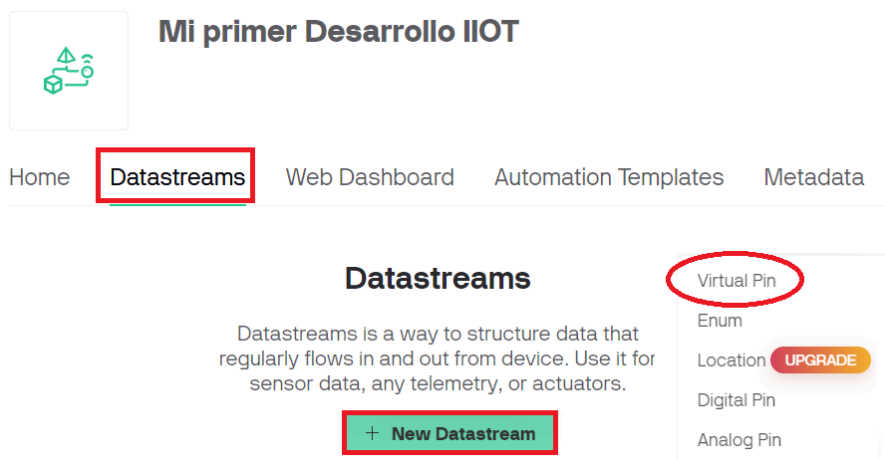 Mi primer Desarrollo IIOT
Home Datastreams Web Dashboard Automation Templates Metadata
Datastreams
Datastreams is a way to structure data that
regularly flows in and out from device. Use it for
sensor data, any telemetry, or actuators.
+ New Datastream
Virtual Pin
Enum
Location UPGRADE
Digital Pin
Analog Pin